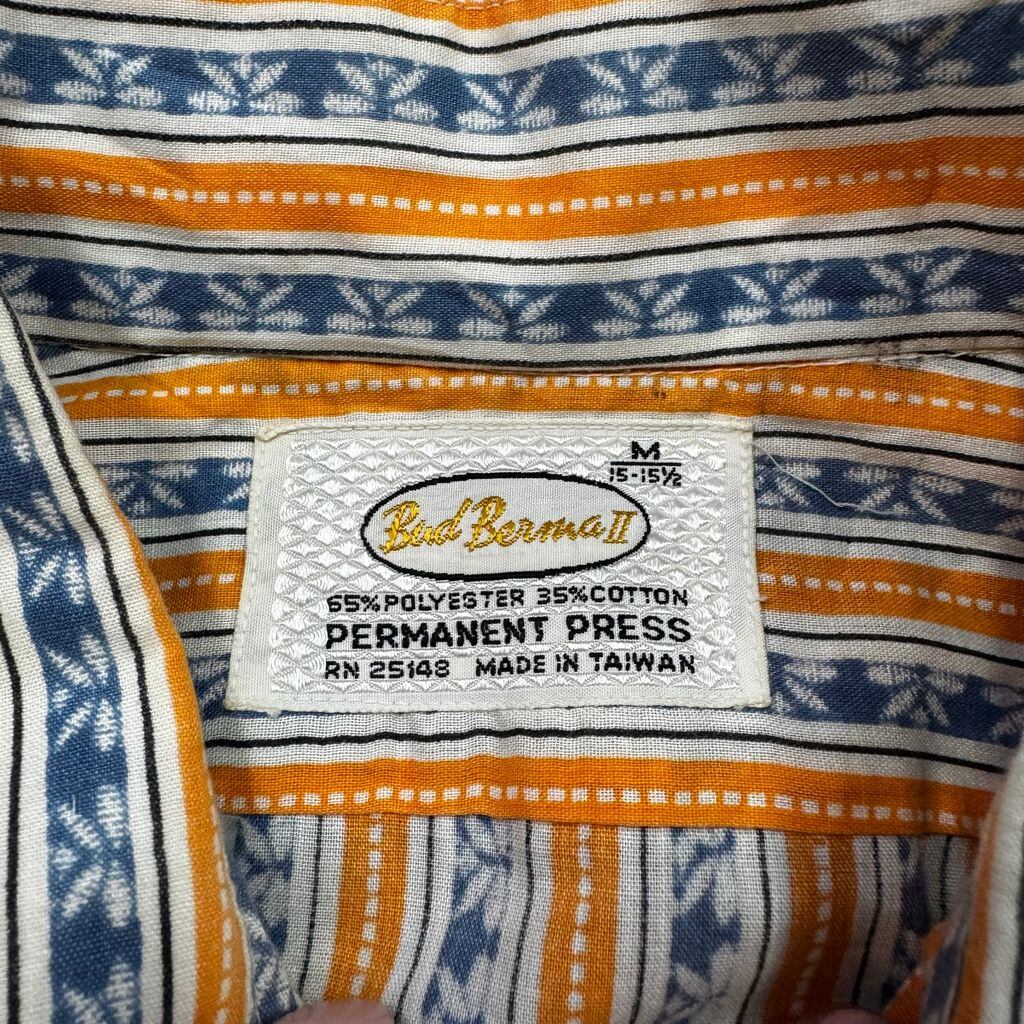 M
15-15½
Bud Berma II
65% POLYESTER 35% COTTON
PERMANENT PRESS
RN 25148 MADE IN TAIWAN